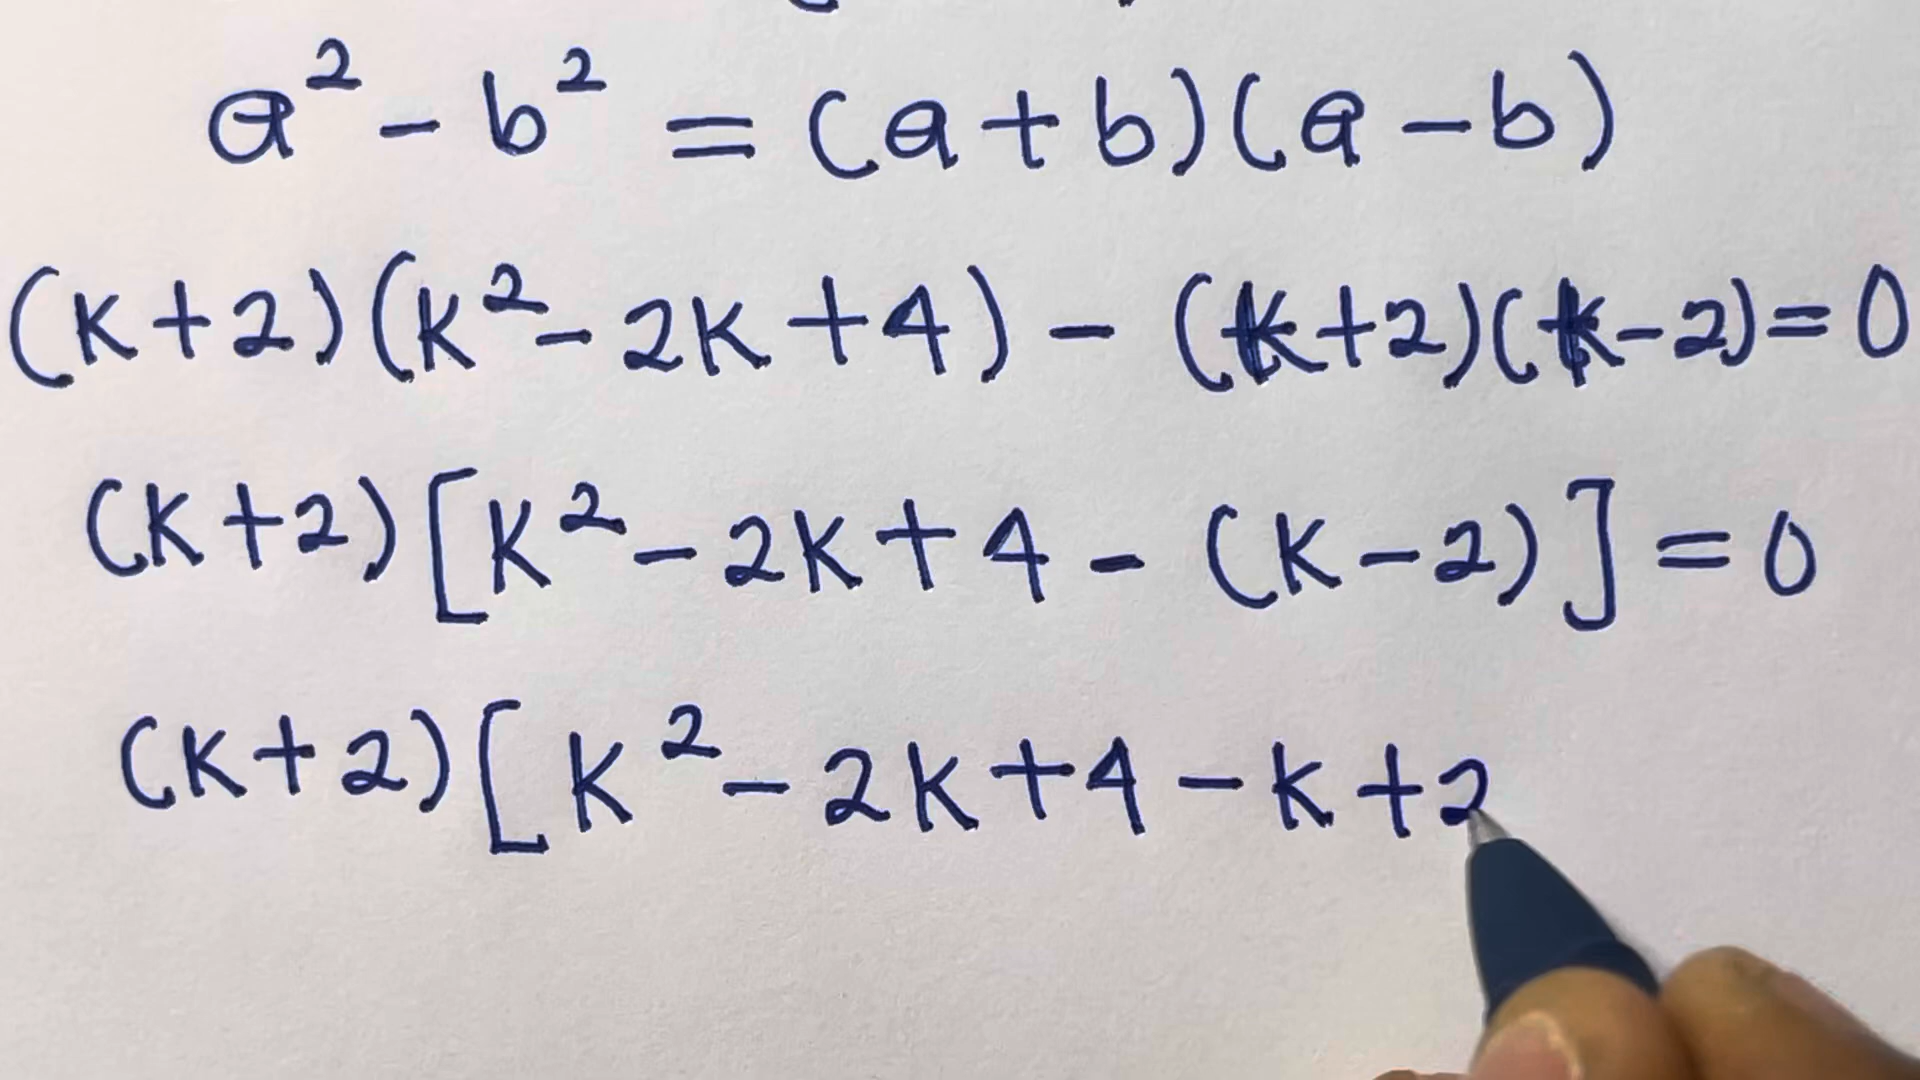 a² - b² = (a + b)(a - b)
(K + 2)(K² - 2K + 4) - (K + 2)(K - 2) = 0
(K + 2)[K² - 2K + 4 - (K - 2)] = 0
(K + 2)[K² - 2K + 4 - K + 2